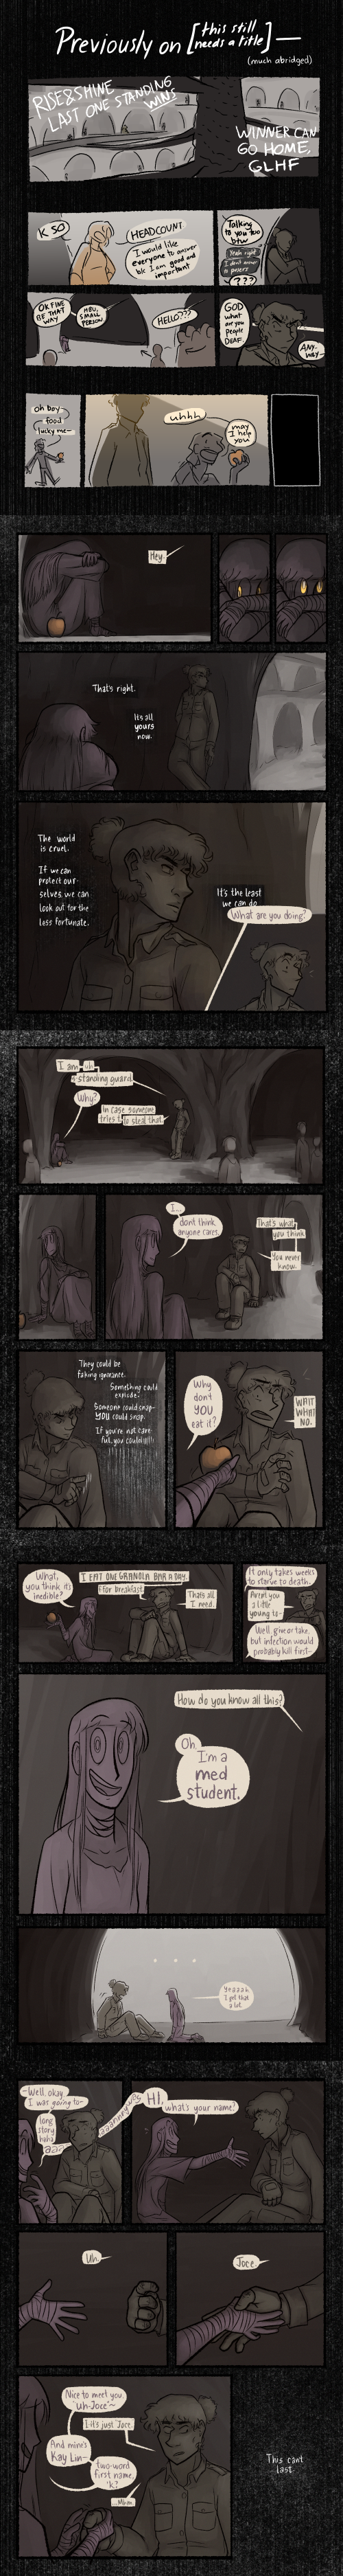 Previously on [this still
needs a title]—
(much abridged)
RISE&SHINE
LAST ONE STANDING
WINS
WINNER CAN
GO HOME,
GLHF
K SO
HEADCOUNT
I would like
everyone to answer
b/c I am good and
important
Talking
to you too
btw
Yeah right
I don't answer
to posers
???
OK FINE
BE THAT
WAY
HBU,
SMALL
PERSON
HELLO???
GOD
what
are you
people
DEAF.
ANY-
WAY-
oh boy
food
lucky me—
uhhh
may
I help
you
Hey.
That's right.
It's all
yours
now.
The world
is cruel.
If we can
protect our-
selves, we can
look out for the
less fortunate.
It's the least
we can do
What are you doing?
I am uh
standing guard
Why?
In case someone
tries to steal that.
I...
don't think
anyone cares.
That's what
you think
You never
know.
They could be
faking ignorance.
Something could
explode.
Someone could snap-
YOU could snap.
If you're not care-
ful, you could
Why
don't
YOU
eat it?
WAIT
WHAT
NO.
What,
you think it's
inedible?
I EAT ONE GRANOLA BAR A DAY.
for breakfast
That's all
I need.
It only takes weeks
to starve to death.
Aren't you
a little
young to-
Well, give or take,
but infection would
probably kill first-
How do you know all this?
Oh.
I'm a
med
student.
. . .
Yeaaah
I get that
a lot
-Well, okay,
I was going to-
long
story
haha
HI
what's your name?
Uh
Joce.
Nice to meet you,
"Uh-Joce"~
I-it's just Joce.
And mine's
Kay Lin-
two-word
first name
'k?
...Mhm.
This can't
last.